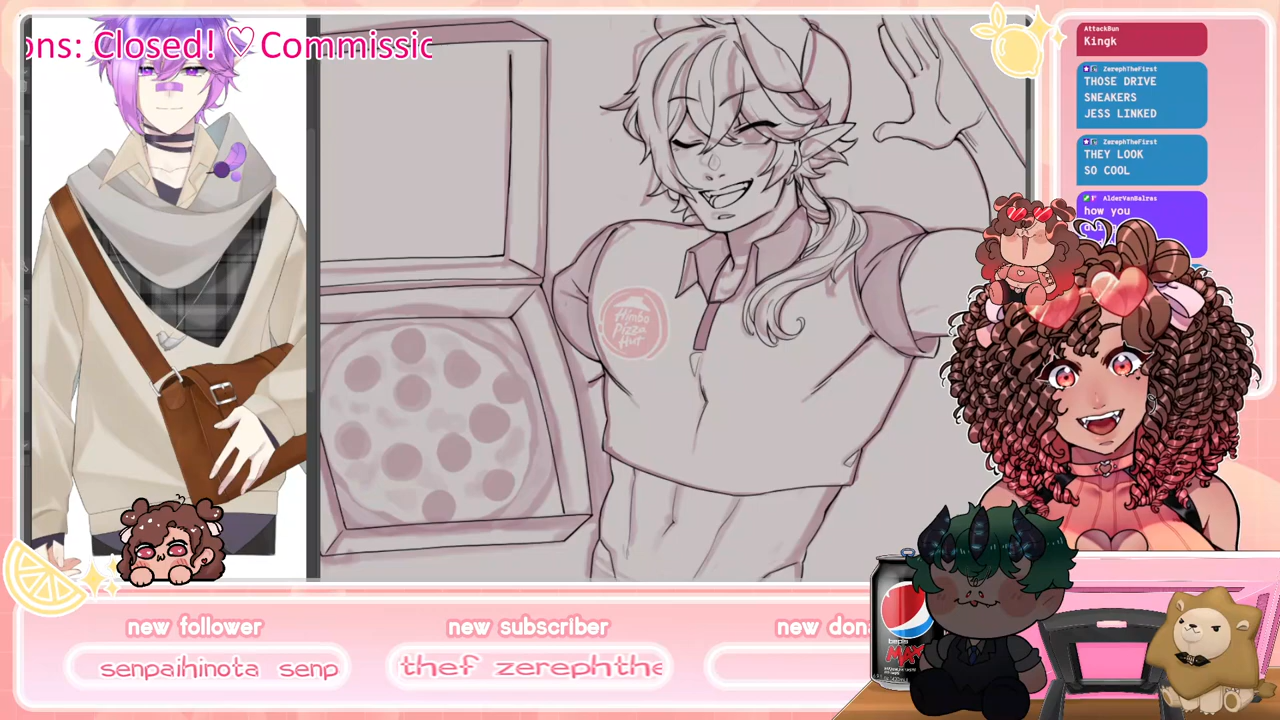 ons: Closed! ♡ Commissic
AttackBun
Kingk
ZerephTheFirst
THOSE DRIVE
SNEAKERS
JESS LINKED
ZerephTheFirst
THEY LOOK
SO COOL
AlderVanBalras
how you
Himbo
Pizza
Hut
new follower
new subscriber
new don
senpaihinota senp
thef zerephthe
pepsi
MAX